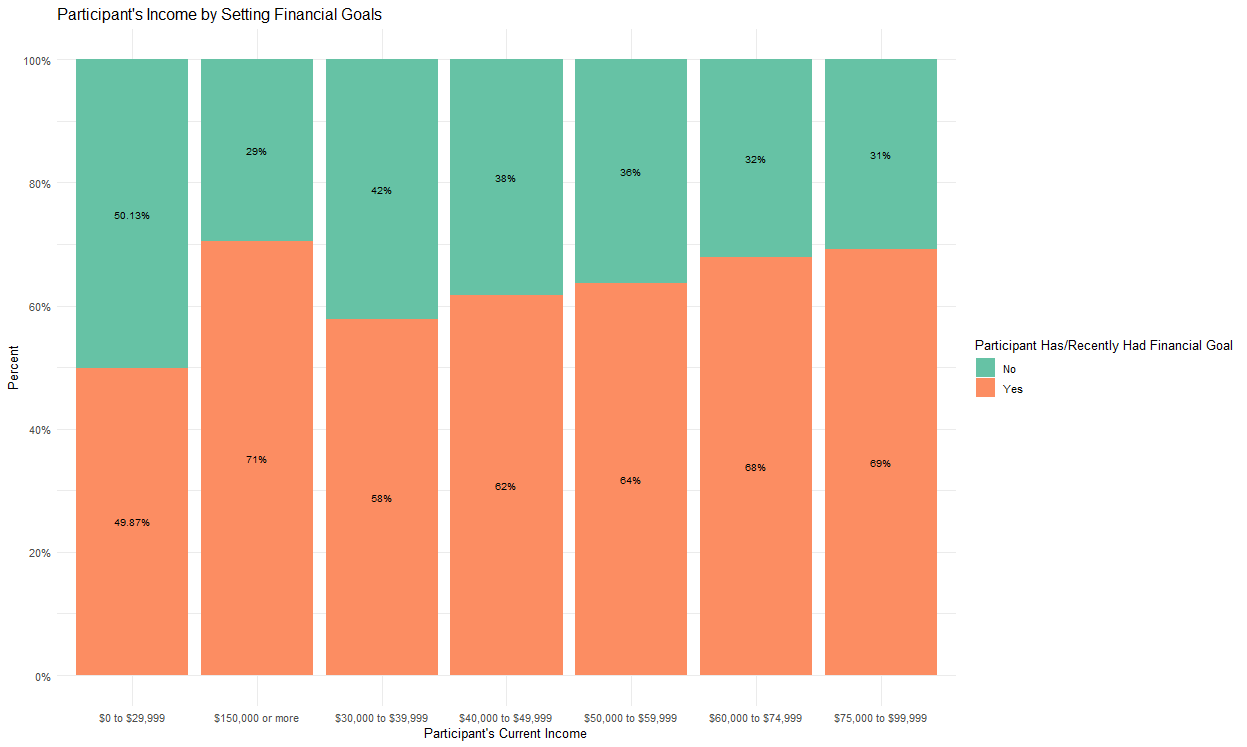 Participant's Income by Setting Financial Goals
100%
80%
60%
40%
20%
0%
Percent
50.13%
29%
42%
38%
36%
32%
31%
49.87%
71%
58%
62%
64%
68%
69%
$0 to $29,999
$150,000 or more
$30,000 to $39,999
$40,000 to $49,999
$50,000 to $59,999
$60,000 to $74,999
$75,000 to $99,999
Participant's Current Income
Participant Has/Recently Had Financial Goal
No
Yes